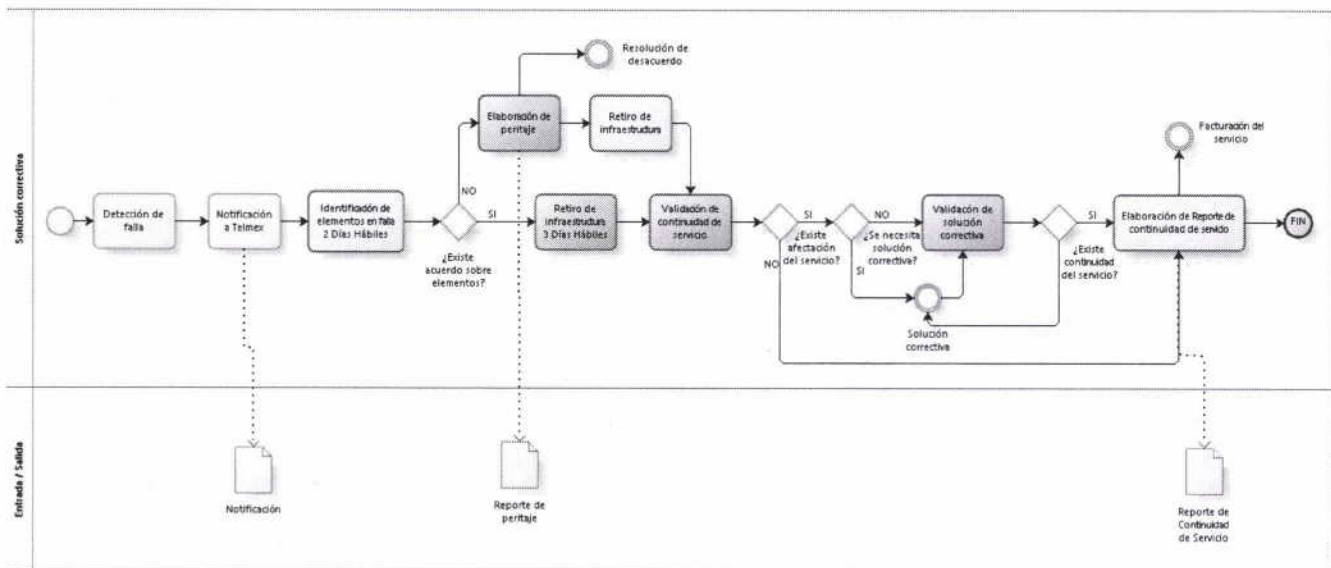 Solución correctiva
Resolución de
desacuerdo
Elaboración de
peritaje
Retiro de
infraestructura
Facturación del
servicio
NO
Detección de
falla
Notificación
a Telmex
Identificación de
elementos en falla
2 Días Hábiles
SI
¿Existe
acuerdo sobre
elementos?
Retiro de
infraestructura
3 Días Hábiles
Validación de
continuidad de
servicio
SI
¿Existe
afectación
del servicio?
NO
NO
¿Se necesita
solución
correctiva?
SI
Validacón de
solución
correctiva
Solución
correctiva
SI
¿Existe
continuidad
del servicio?
Elaboración de Reporte de
continuidad de servicio
FIN
Entrada / Salida
Notificación
Reporte de
peritaje
Reporte de
Continuidad
de Servicio